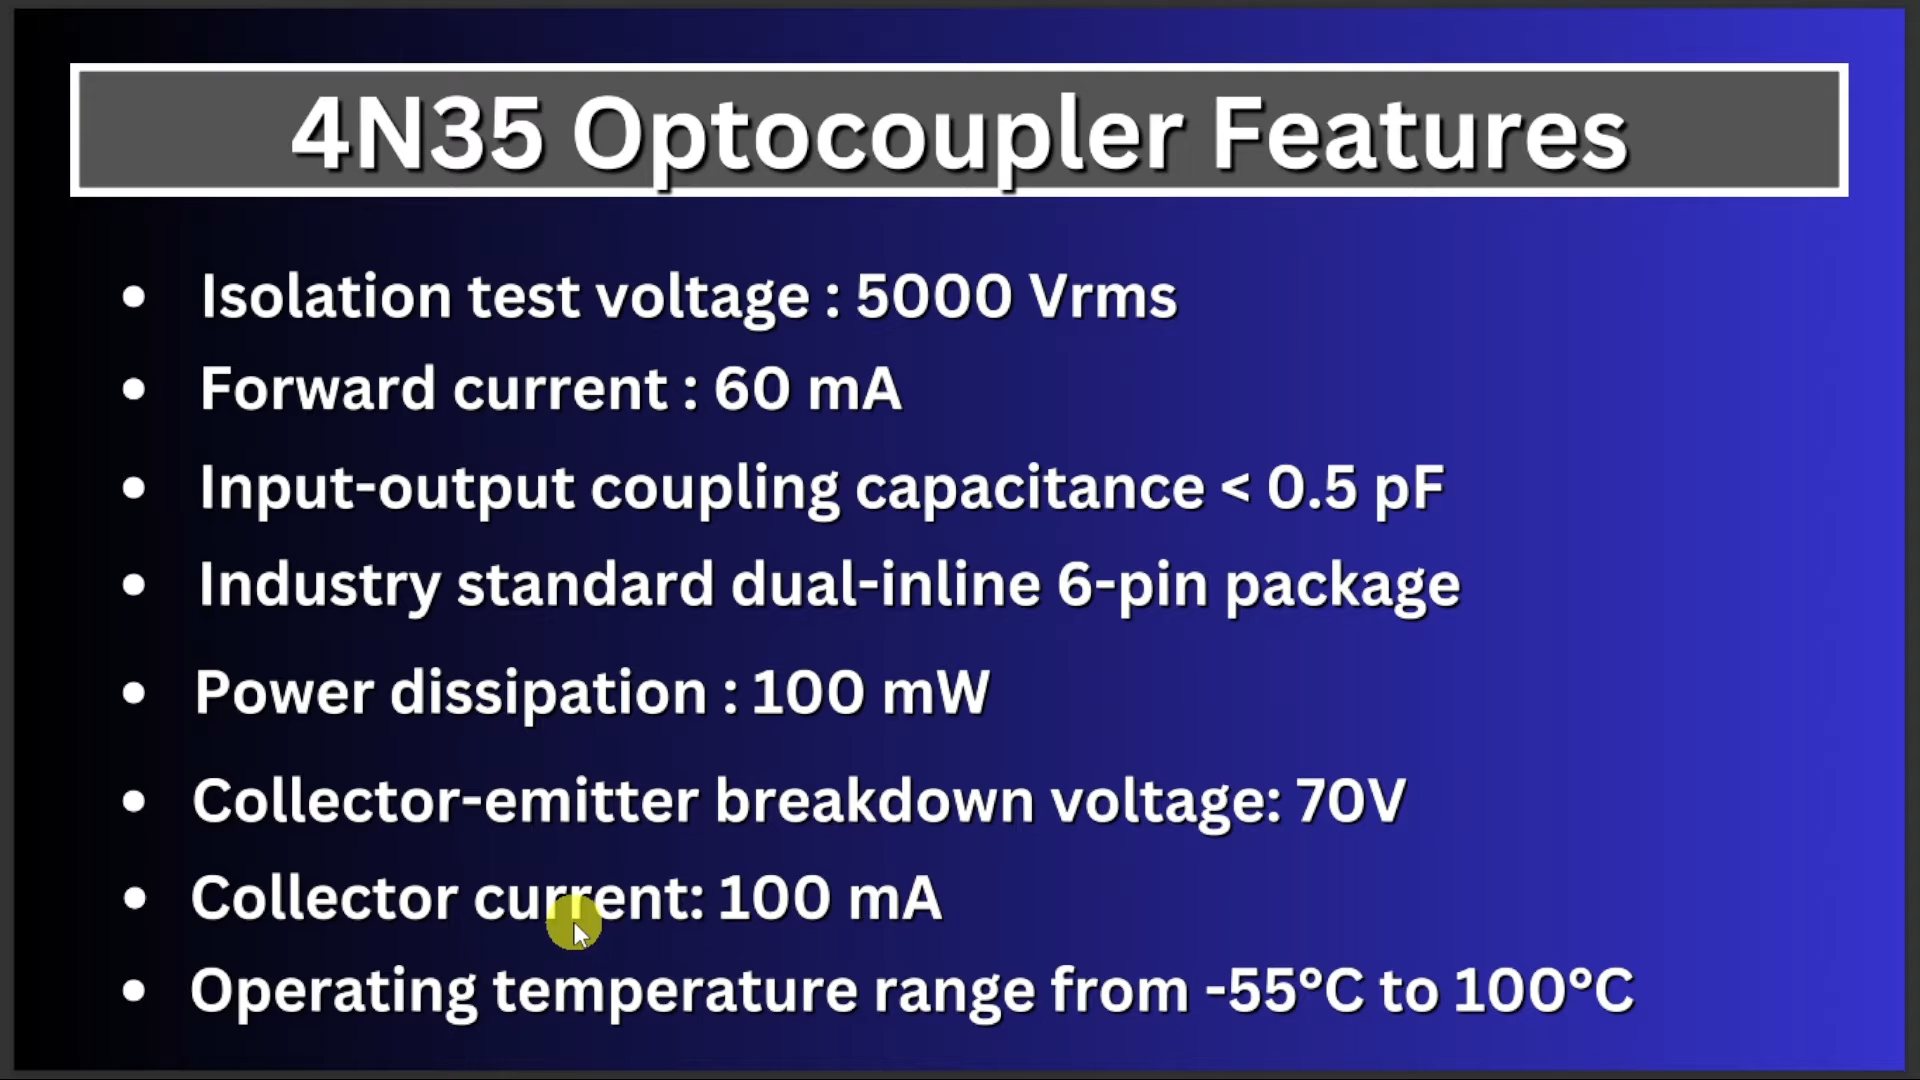 4N35 Optocoupler Features
• Isolation test voltage : 5000 Vrms
• Forward current : 60 mA
• Input-output coupling capacitance < 0.5 pF
• Industry standard dual-inline 6-pin package
• Power dissipation : 100 mW
• Collector-emitter breakdown voltage: 70V
• Collector current: 100 mA
• Operating temperature range from -55°C to 100°C